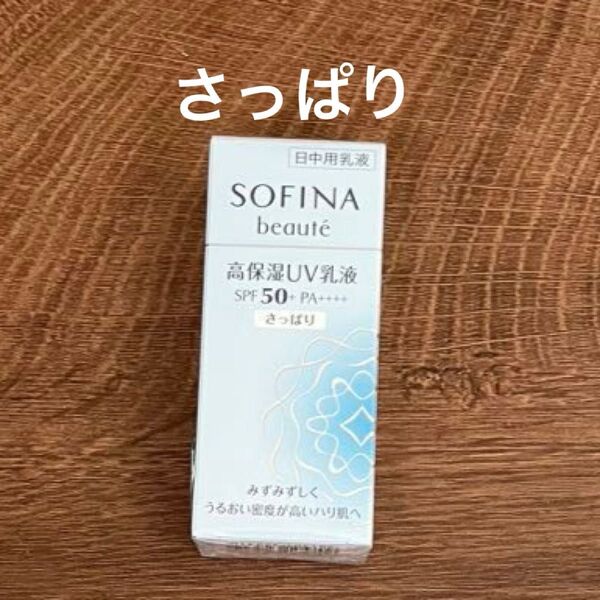 さっぱり
日中用乳液
SOFINA
beauté
高保湿UV乳液
SPF50+ PA++++
さっぱり
みずみずしく
うるおい密度が高いハリ肌へ